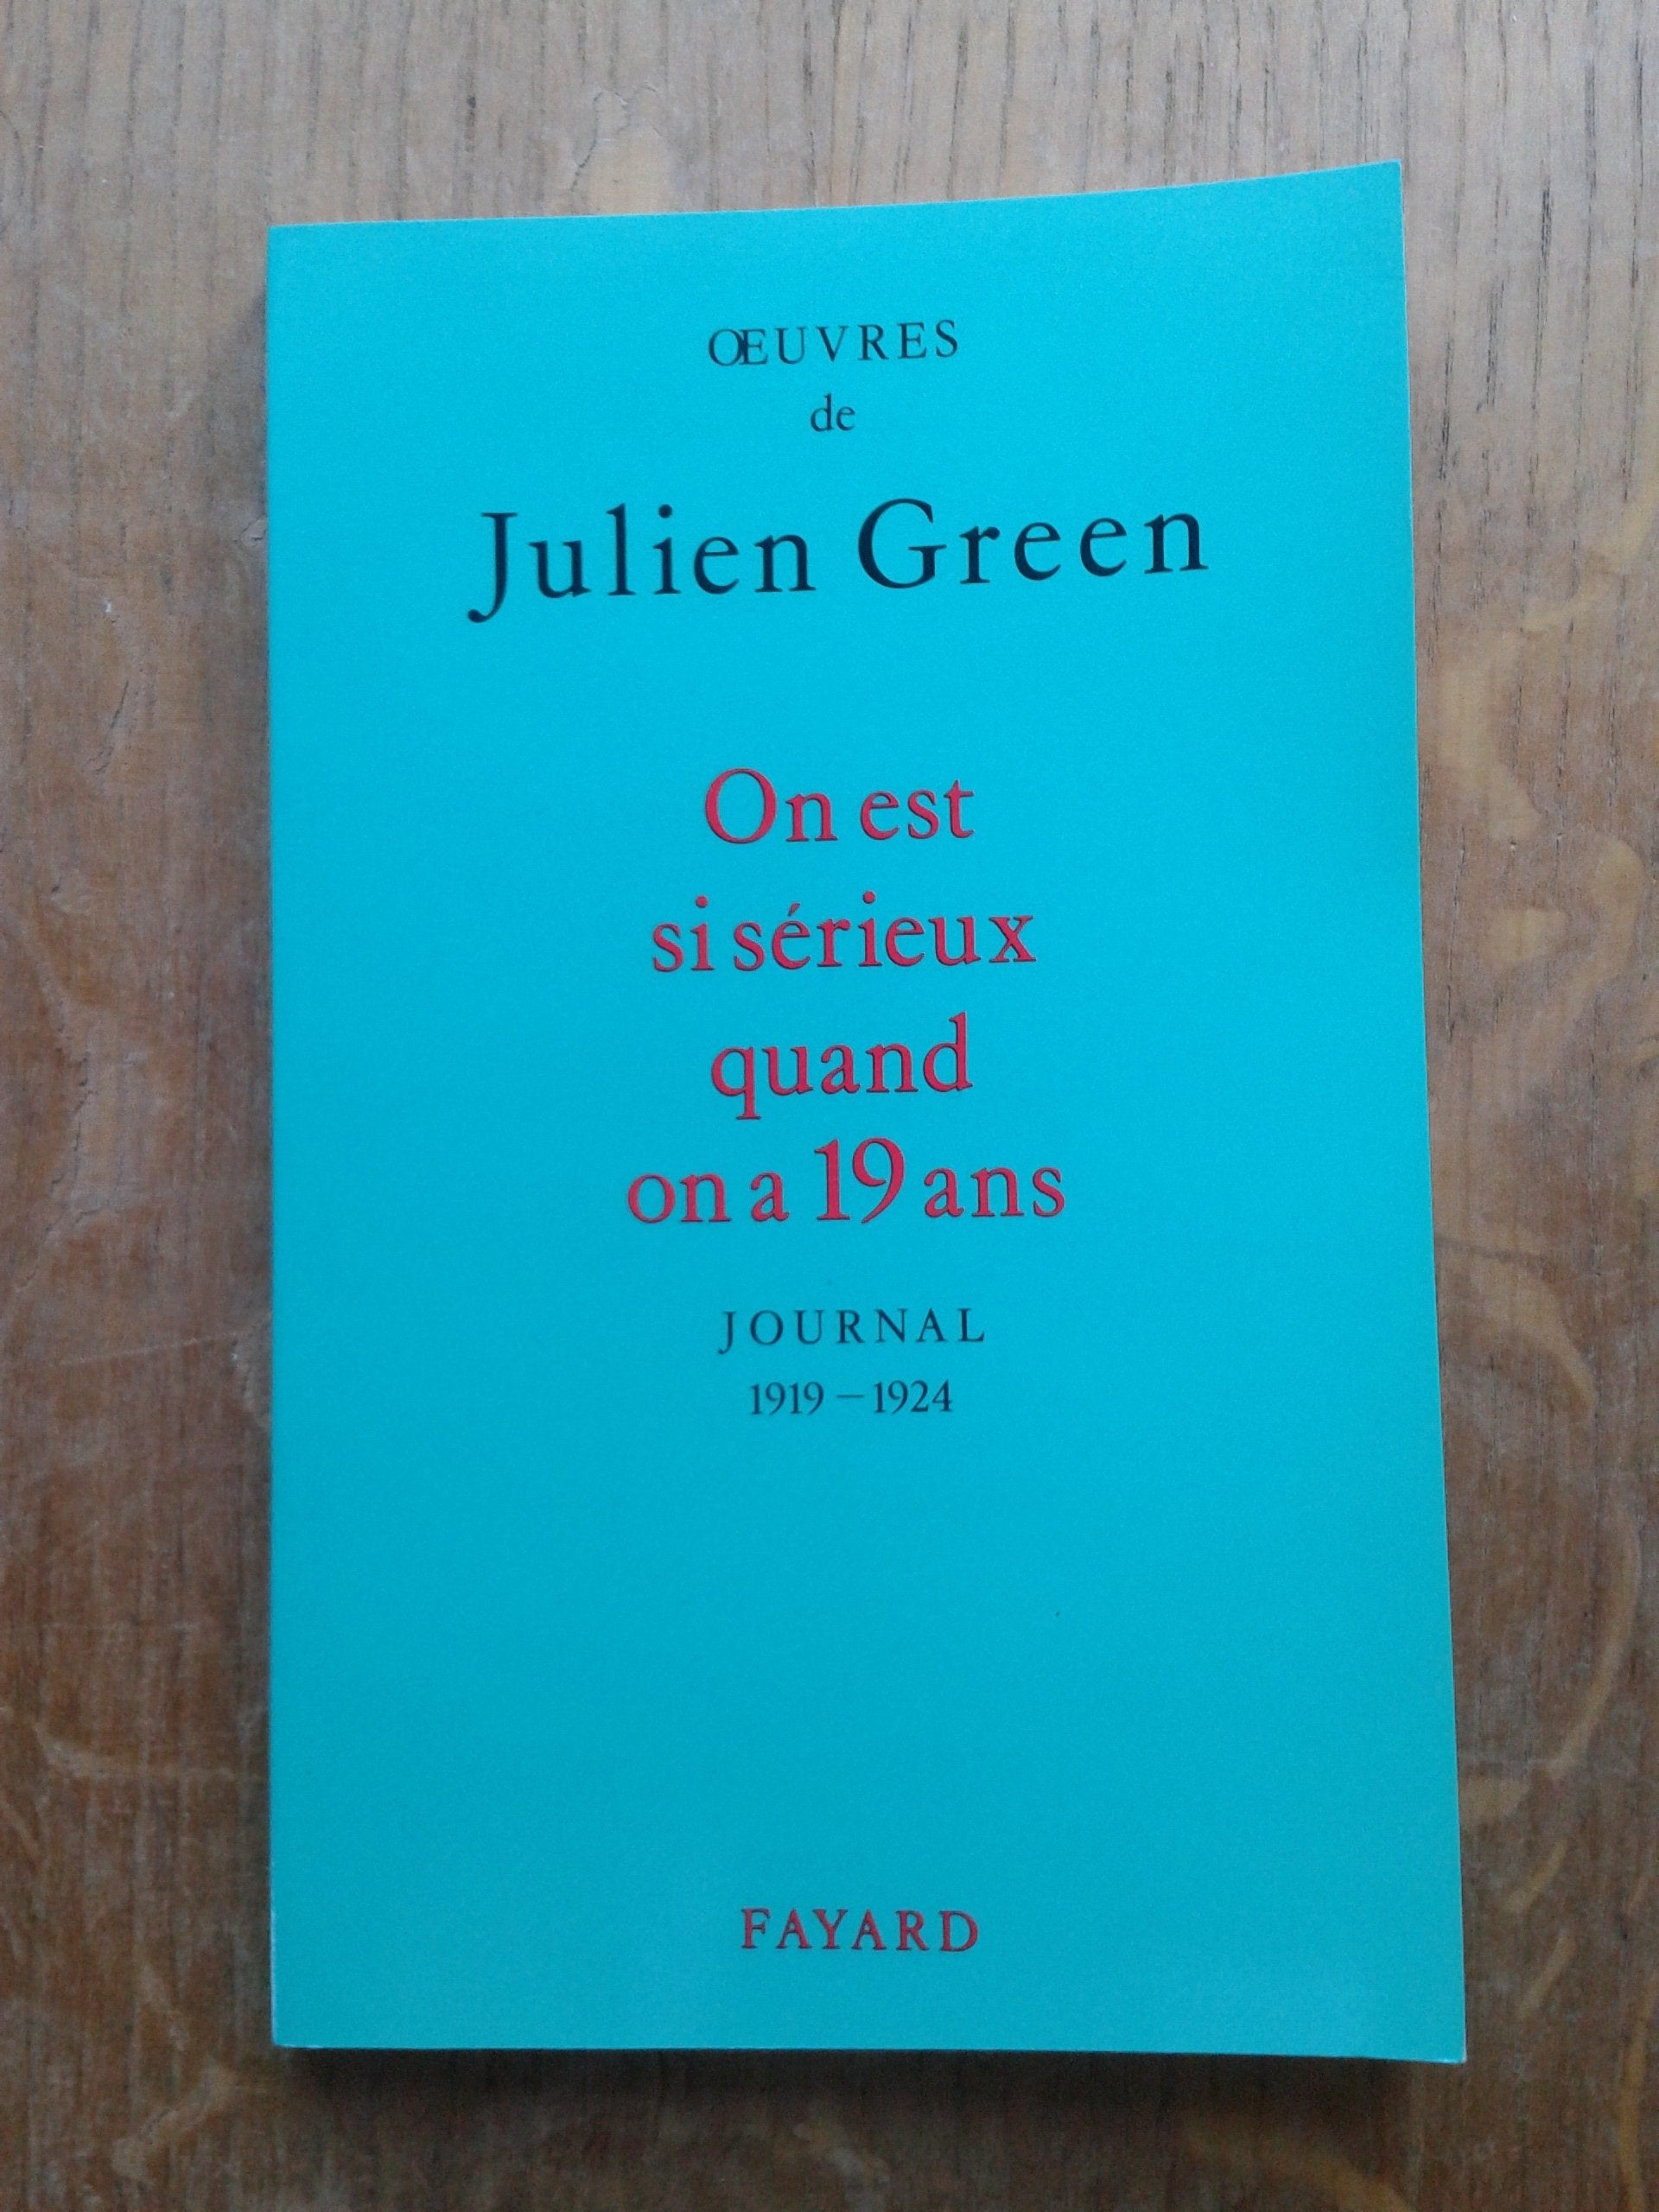 ŒUVRES
de
Julien Green
On est
si sérieux
quand
on a 19 ans
JOURNAL
1919 – 1924
FAYARD